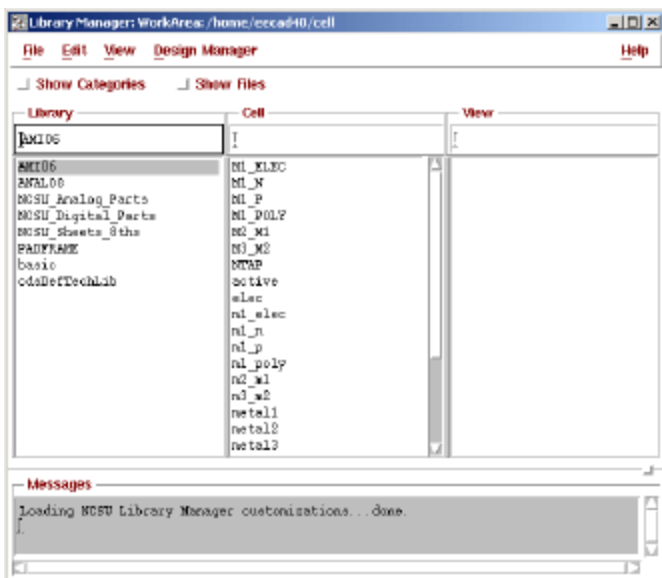 Library Manager: WorkArea: /home/eecad40/cell
File Edit View Design Manager Help
Show Categories Show Files
Library Cell View
AMI06
AMI06
ANALOG
NCSU_Analog_Parts
NCSU_Digital_Parts
NCSU_Sheets_8ths
PADFRAME
basic
cdsDefTechLib
M1_ELEC
M1_N
M1_P
M1_POLY
M2_M1
M3_M2
NTAP
active
elec
m1_elec
m1_n
m1_p
m1_poly
m2_m1
m3_m2
metal1
metal2
metal3
Messages
Loading NCSU Library Manager customizations...done.